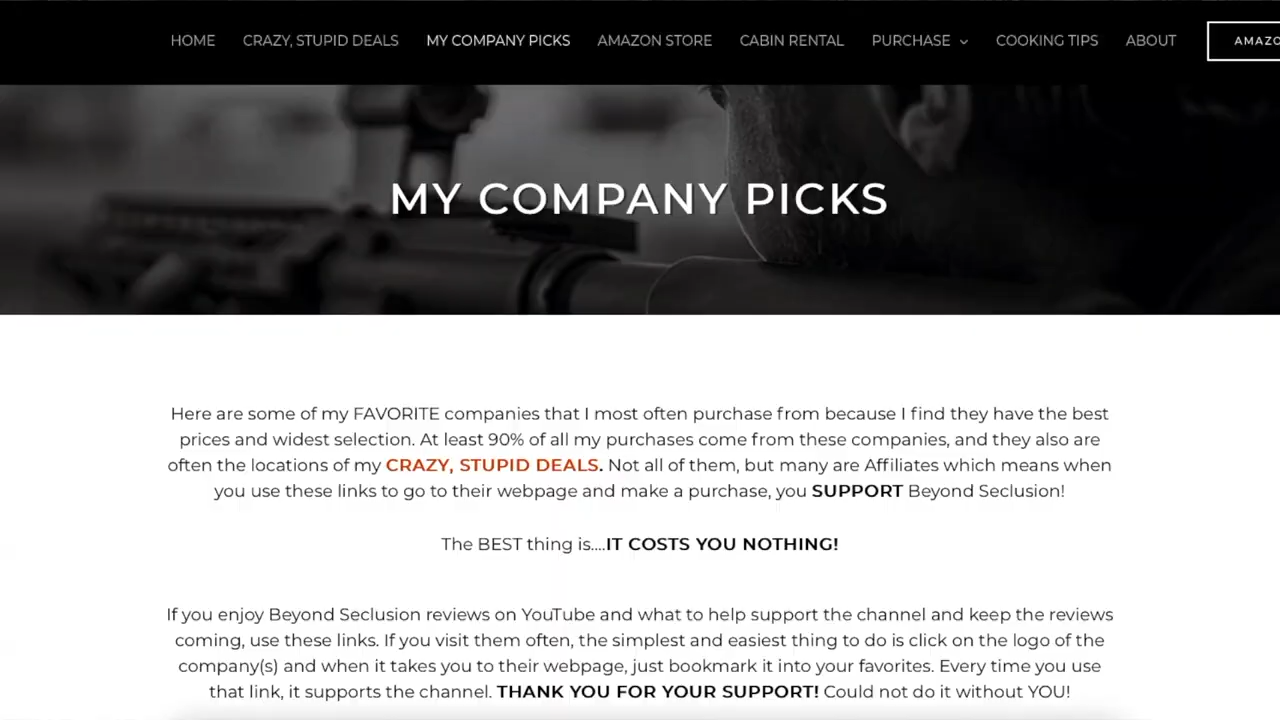 HOME CRAZY, STUPID DEALS MY COMPANY PICKS AMAZON STORE CABIN RENTAL PURCHASE COOKING TIPS ABOUT
MY COMPANY PICKS
Here are some of my FAVORITE companies that I most often purchase from because I find they have the best
prices and widest selection. At least 90% of all my purchases come from these companies, and they also are
often the locations of my CRAZY, STUPID DEALS. Not all of them, but many are Affiliates which means when
you use these links to go to their webpage and make a purchase, you SUPPORT Beyond Seclusion!
The BEST thing is....IT COSTS YOU NOTHING!
If you enjoy Beyond Seclusion reviews on YouTube and what to help support the channel and keep the reviews
coming, use these links. If you visit them often, the simplest and easiest thing to do is click on the logo of the
company(s) and when it takes you to their webpage, just bookmark it into your favorites. Every time you use
that link, it supports the channel. THANK YOU FOR YOUR SUPPORT! Could not do it without YOU!